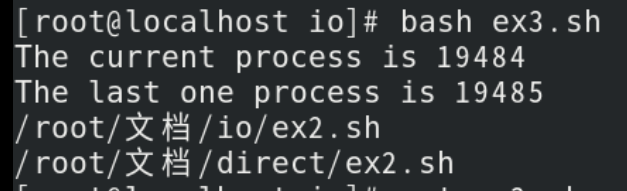 [root@localhost io]# bash ex3.sh
The current process is 19484
The last one process is 19485
/root/文档/io/ex2.sh
/root/文档/direct/ex2.sh